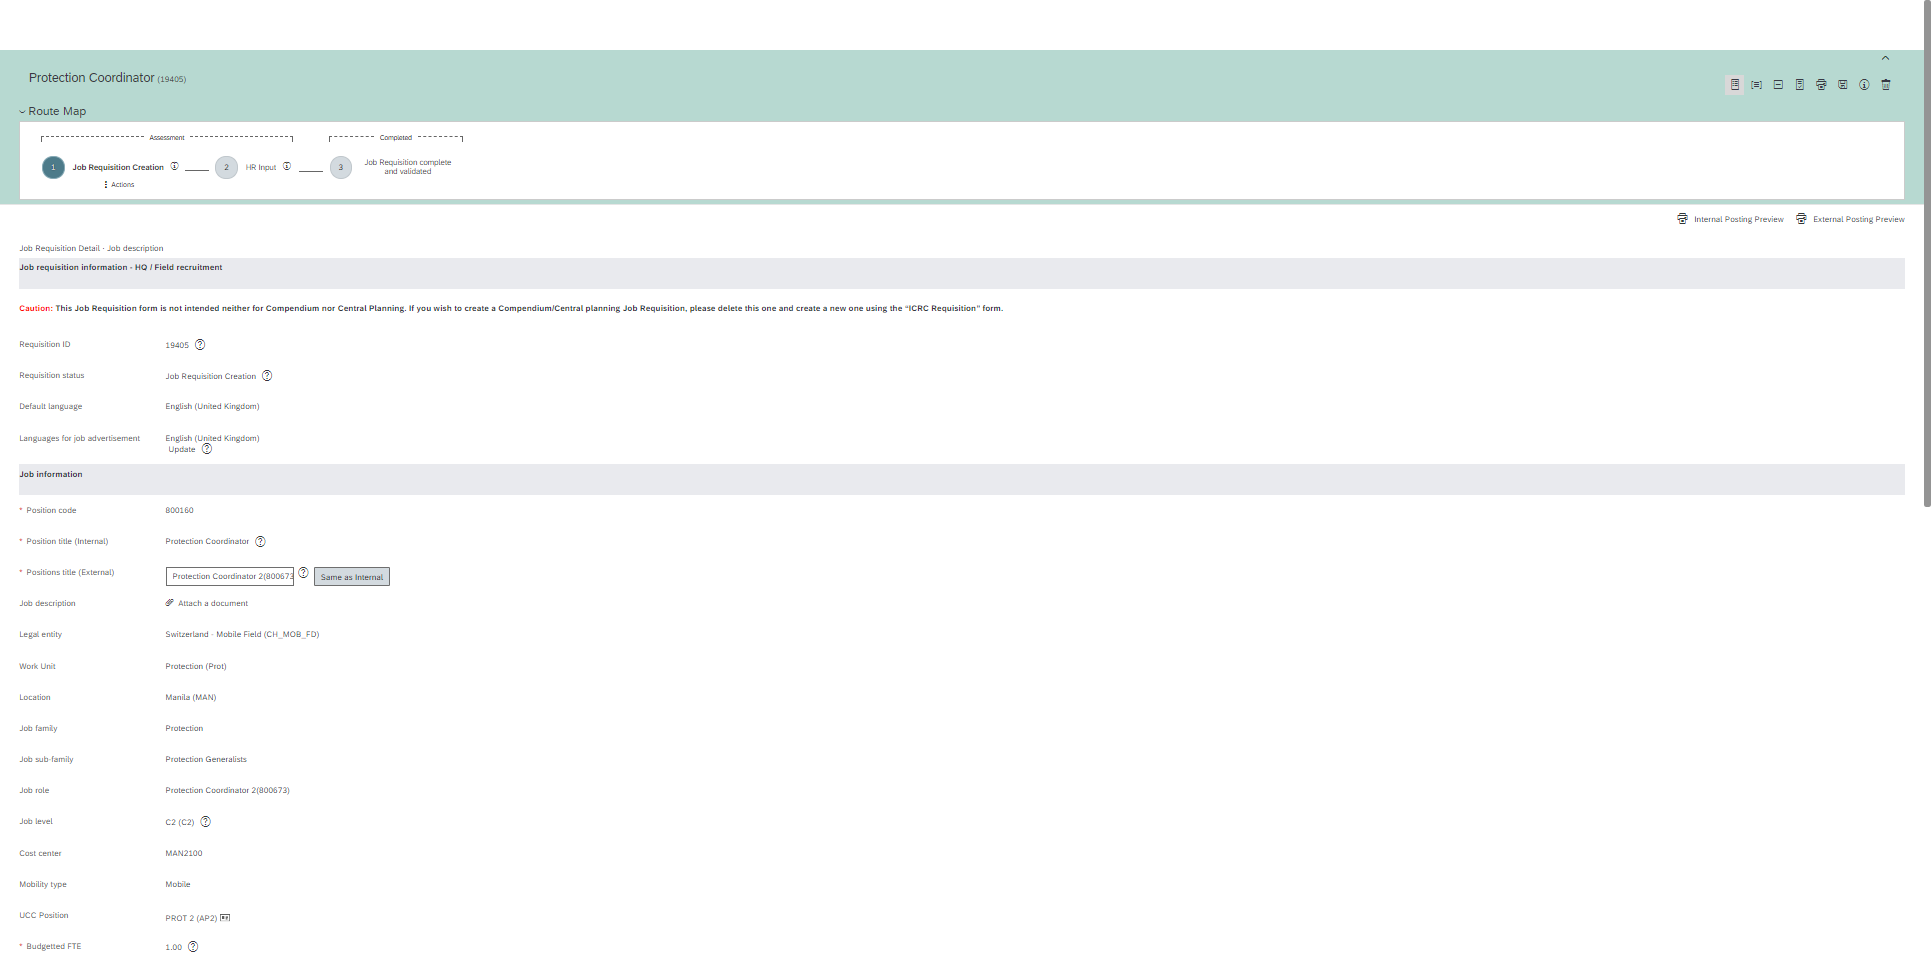 Protection Coordinator (19405)
Route Map
Assessment
Completed
1 Job Requisition Creation
2 HR Input
3 Job Requisition complete
and validated
Actions
Internal Posting Preview External Posting Preview
Job Requisition Detail - Job description
Job requisition information - HQ / Field recruitment
Caution: This Job Requisition form is not intended neither for Compendium nor Central Planning. If you wish to create a Compendium/Central planning Job Requisition, please delete this one and create a new one using the "ICRC Requisition" form.
Requisition ID 19405
Requisition status Job Requisition Creation
Default language English (United Kingdom)
Languages for job advertisement English (United Kingdom)
Update
Job information
* Position code 800160
* Position title (Internal) Protection Coordinator
* Positions title (External) Protection Coordinator 2(800673 Same as Internal
Job description Attach a document
Legal entity Switzerland - Mobile Field (CH_MOB_FD)
Work Unit Protection (Prot)
Location Manila (MAN)
Job family Protection
Job sub-family Protection Generalists
Job role Protection Coordinator 2(800673)
Job level C2 (C2)
Cost center MAN2100
Mobility type Mobile
UCC Position PROT 2 (AP2)
* Budgetted FTE 1.00